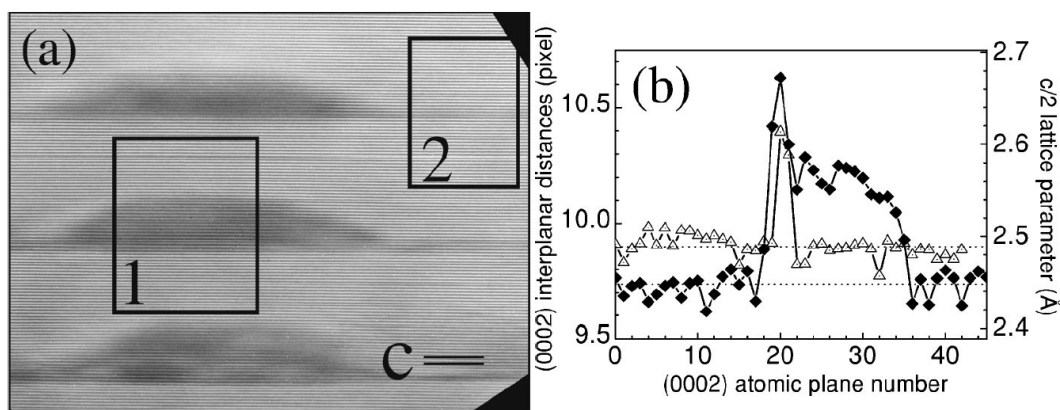 (a)
2
1
c
(b)
(0002) interplanar distances (pixel)
10.5
10.0
9.5
2.7
2.6
2.5
2.4
c/2 lattice parameter (Å)
0 10 20 30 40
(0002) atomic plane number